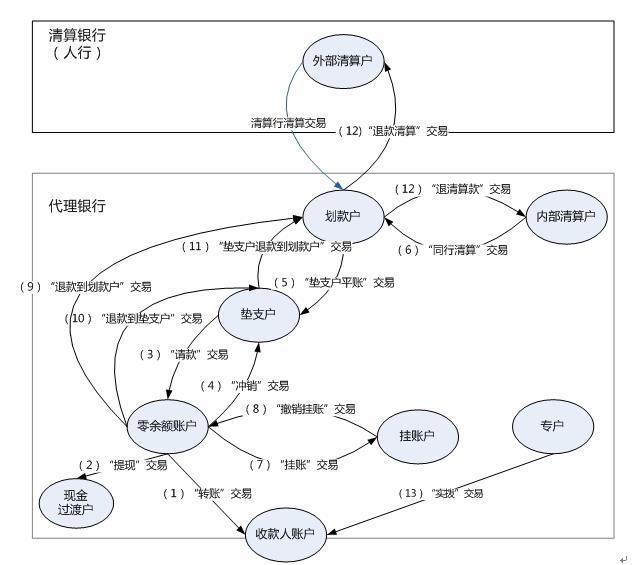 清算银行
（人行）
外部清算户
清算行清算交易
（12）“退款清算”交易
代理银行
划款户
（12）“退清算款”交易
内部清算户
（6）“同行清算”交易
（11）“垫支户退款到划款户”交易
（5）“垫支户平账”交易
（9）“退款到划款户”交易
（10）“退款到垫支户”交易
垫支户
（3）“请款”交易
（4）“冲销”交易
（8）“撤销挂账”交易
零余额账户
挂账户
专户
（7）“挂账”交易
（2）“提现”交易
现金
过渡户
（1）“转账”交易
（13）“实拨”交易
收款人账户